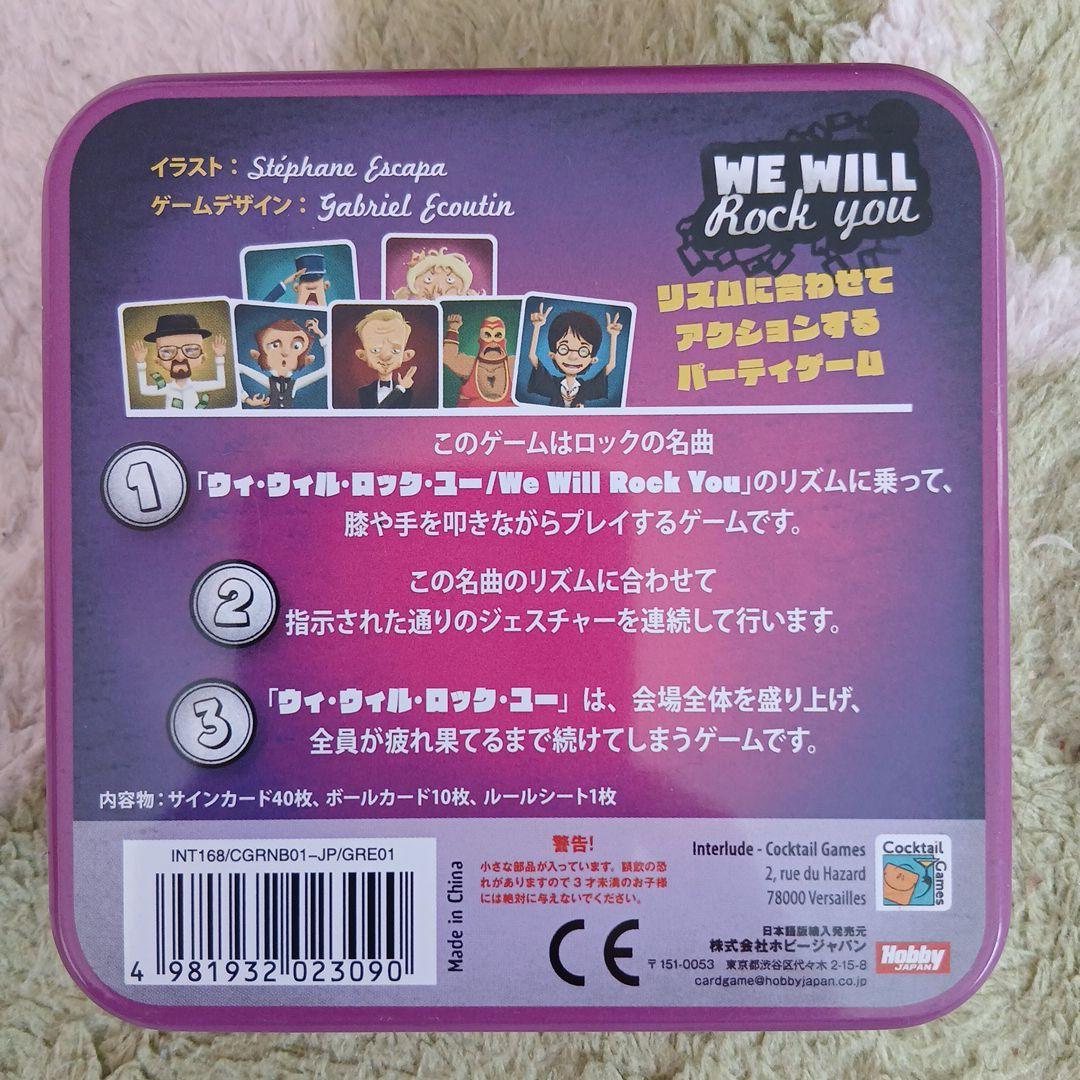 イラスト：Stéphane Escapa
ゲームデザイン：Gabriel Ecoutin
WE WILL
Rock you
リズムに合わせて
アクションする
パーティゲーム
1
このゲームはロックの名曲
「ウィ・ウィル・ロック・ユー/We Will Rock You」のリズムに乗って、
膝や手を叩きながらプレイするゲームです。
2
この名曲のリズムに合わせて
指示された通りのジェスチャーを連続して行います。
3
「ウィ・ウィル・ロック・ユー」は、会場全体を盛り上げ、
全員が疲れ果てるまで続けてしまうゲームです。
内容物：サインカード40枚、ボールカード10枚、ルールシート1枚
INT168/CGRNB01-JP/GRE01
4 981932 023090
Made in China
警告!
小さな部品が入っています。誤飲の恐
れがありますので3才未満のお子様
には絶対に与えないでください。
CE
Interlude - Cocktail Games
2, rue du Hazard
78000 Versailles
Cocktail
Games
日本語版輸入発売元
株式会社ホビージャパン
〒151-0053 東京都渋谷区代々木2-15-8
cardgame@hobbyjapan.co.jp
Hobby
JAPAN